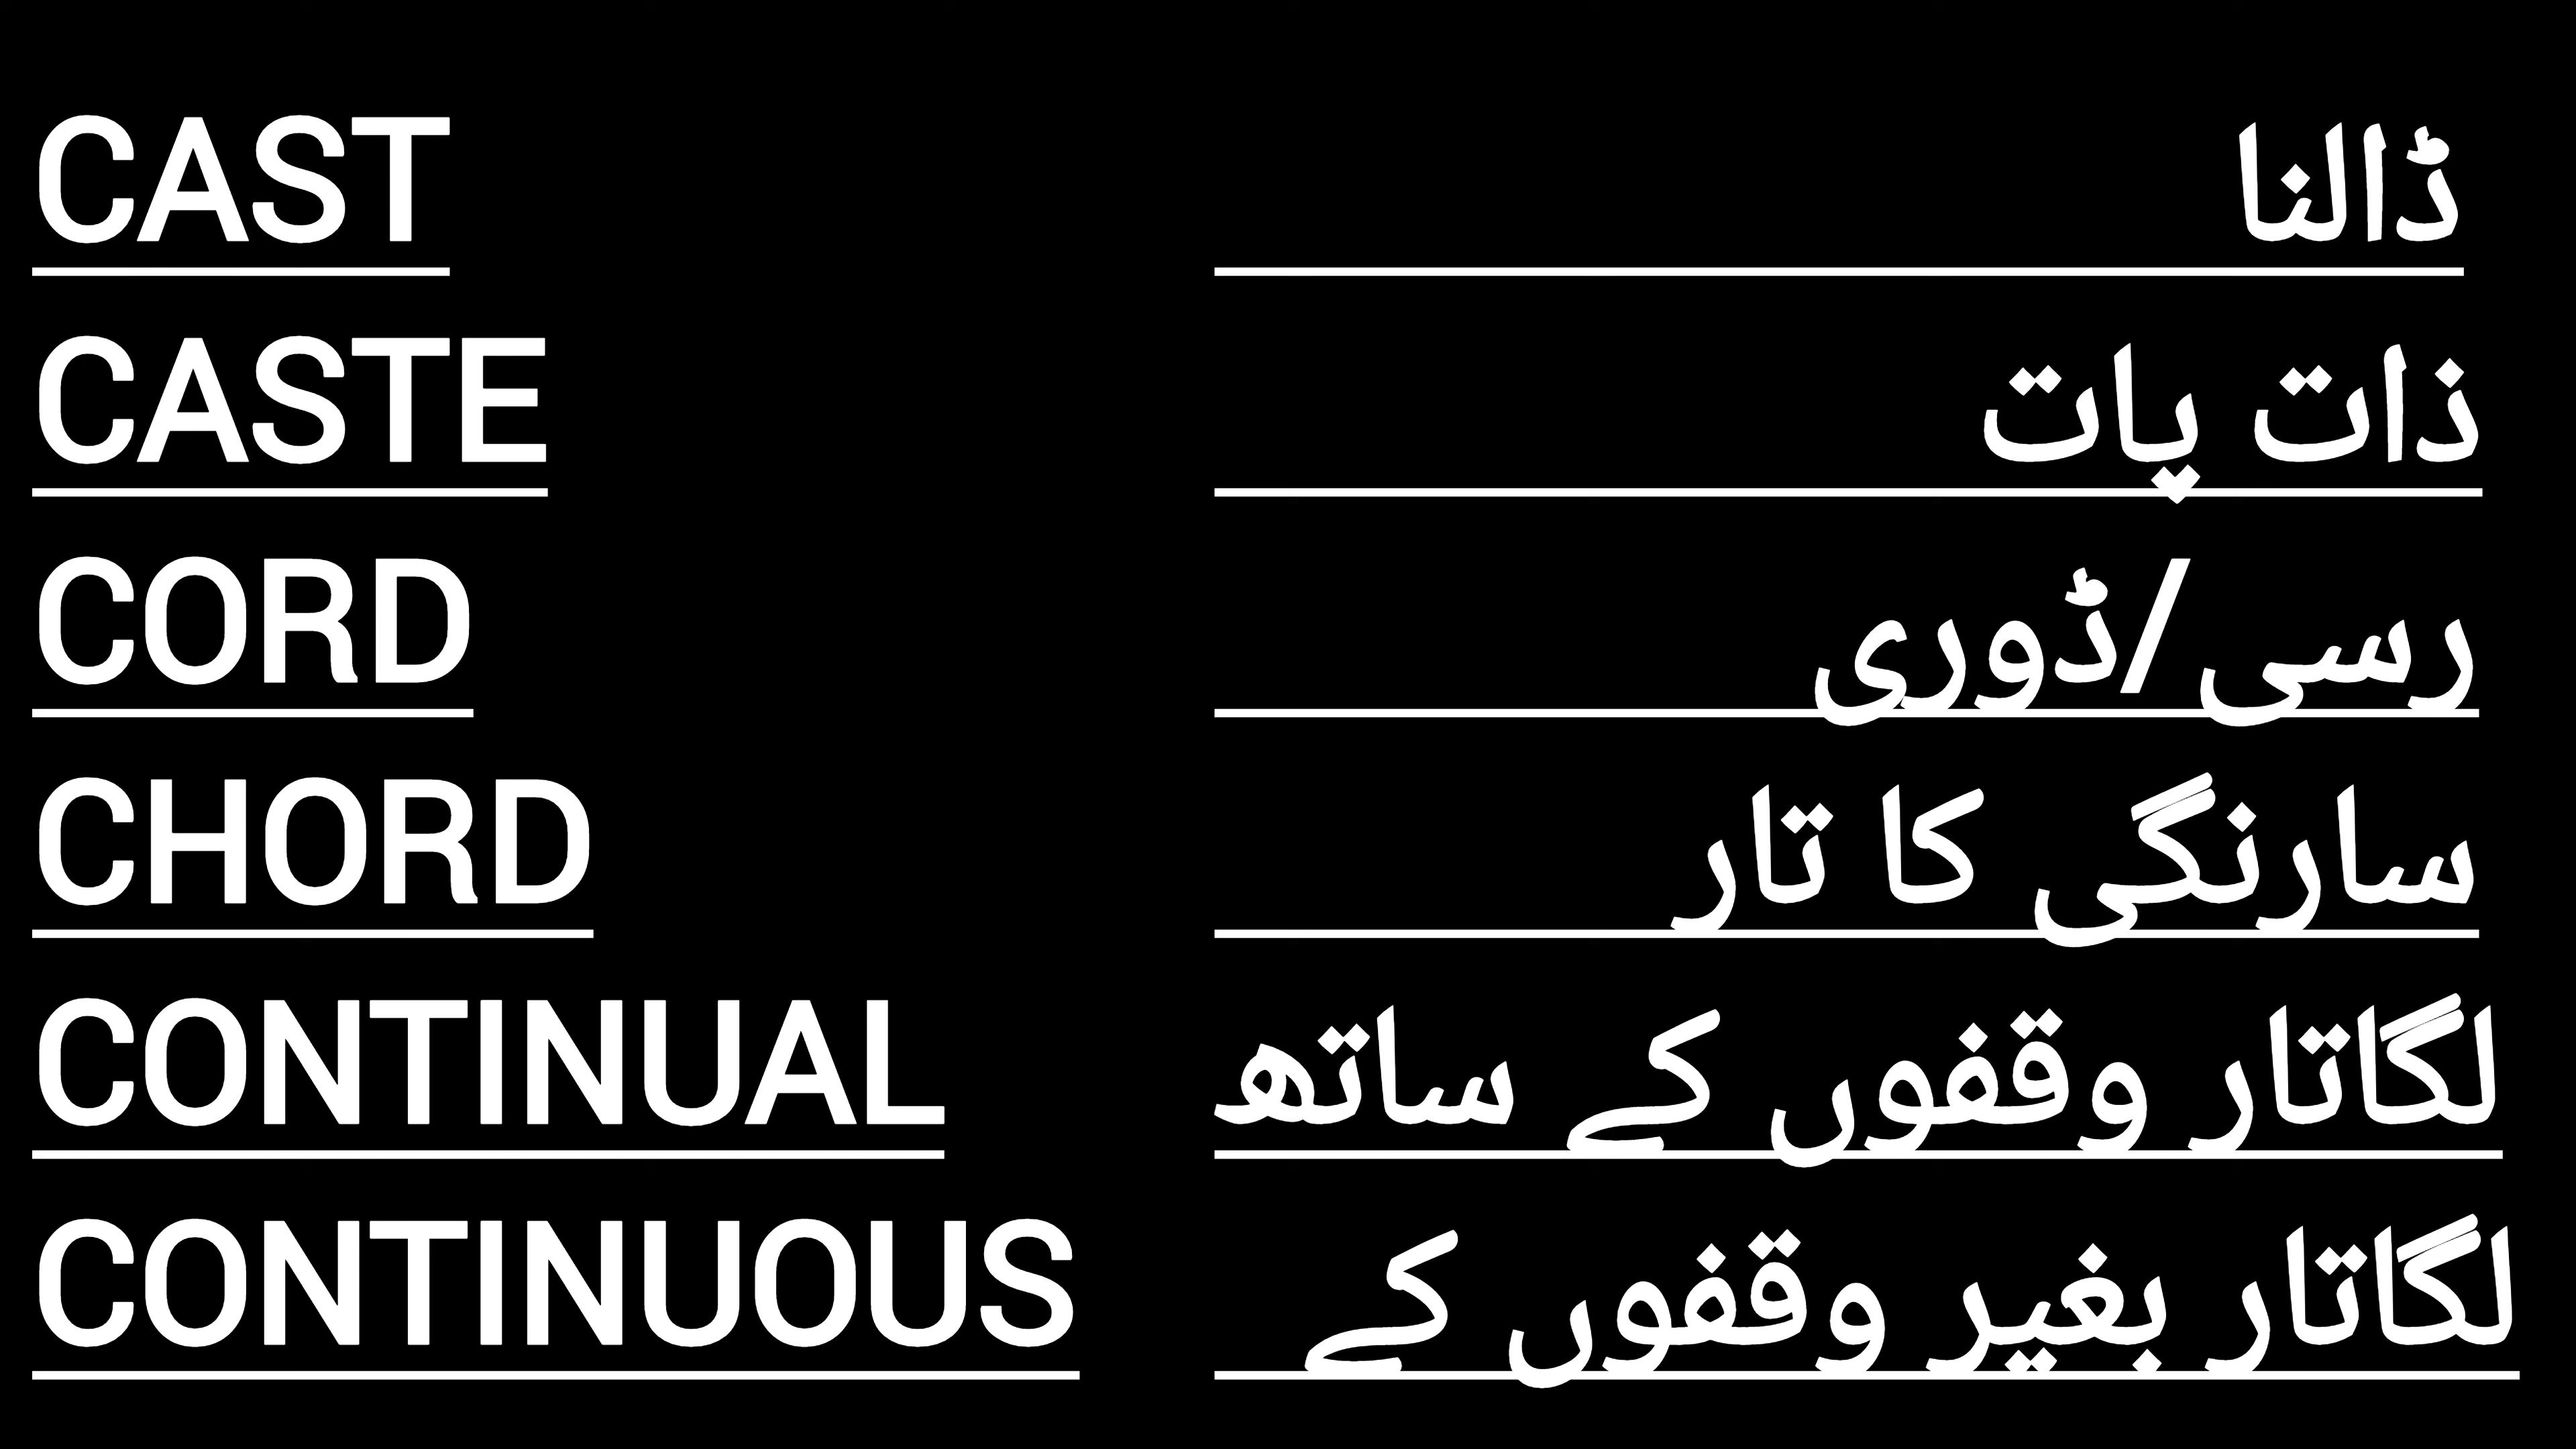 CAST ڈالنا
CASTE ذات پات
CORD رسی/ڈوری
CHORD سارنگی کا تار
CONTINUAL لگاتار وقفوں کے ساتھ
CONTINUOUS لگاتار بغیر وقفوں کے